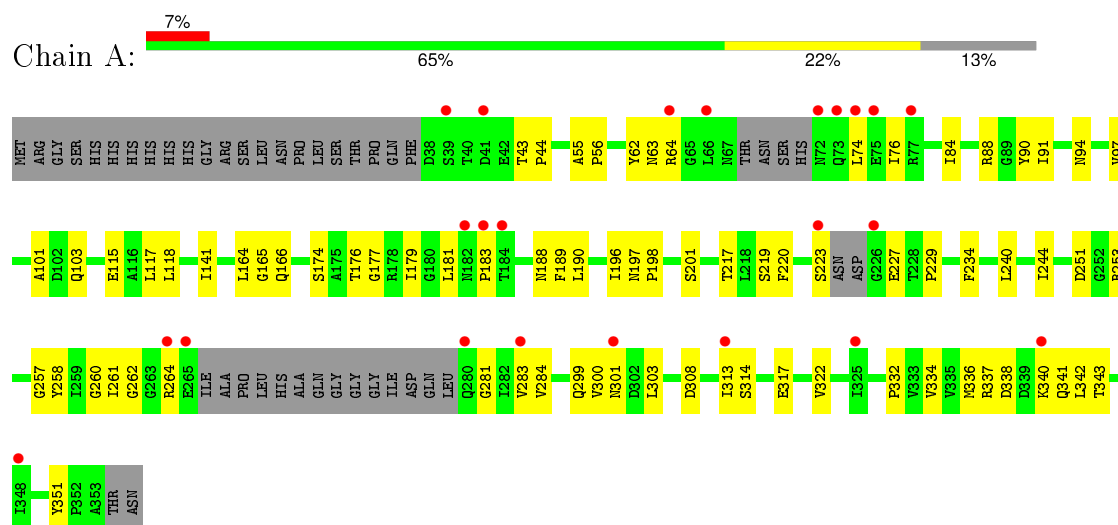 7%
Chain A:
65% 22% 13%
MET ARG GLY SER HIS HIS HIS HIS HIS HIS GLY ARG SER LEU ASN PRO LEU SER THR PRO GLN PHE D38 S39 T40 D41 E42 T43 P44 A55 P56 Y62 N63 R64 G65 L66 N67 THR ASN SER HIS N72 Q73 L74 E75 I76 R77 I84 R88 G89 Y90 I91 N94
A101 D102 Q103 E115 A116 L117 L118 I141 L164 G165 Q166 S174 A175 T176 G177 R178 I179 G180 L181 N182 P183 T184 N188 F189 L190 I196 N197 P198 S201 T217 L218 S219 F220 S223 ASN ASP G226 E227 T228 P229 F234 L240 I244 D251 G252
G257 Y258 I259 G260 I261 G262 G263 R264 E265 ILE ALA PRO LEU HIS ALA GLN GLY GLY GLY ILE ASP GLN LEU Q280 G281 I282 V283 V284 Q299 V300 N301 D302 L303 D308 I313 S314 E317 V322 I325 P332 V333 V334 V335 M336 R337 D338 D339 K340 Q341 L342 T343
I348 Y351 P352 A353 THR ASN